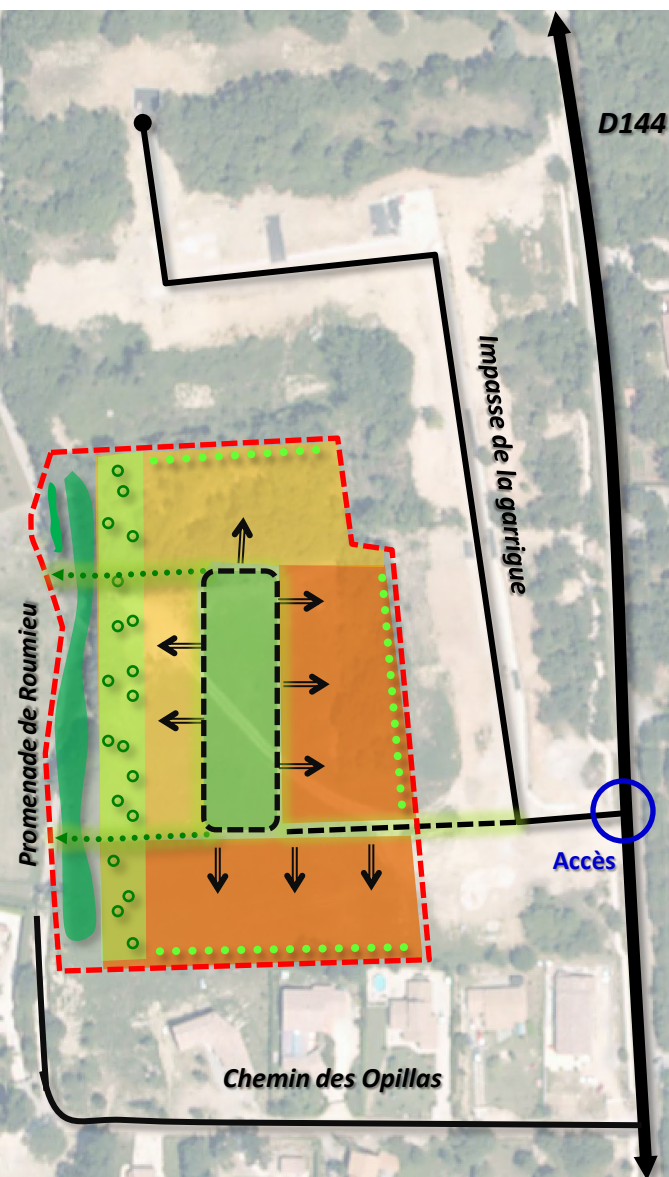 D144
Impasse de la garrigue
Promenade de Roumieu
Accès
Chemin des Opillas